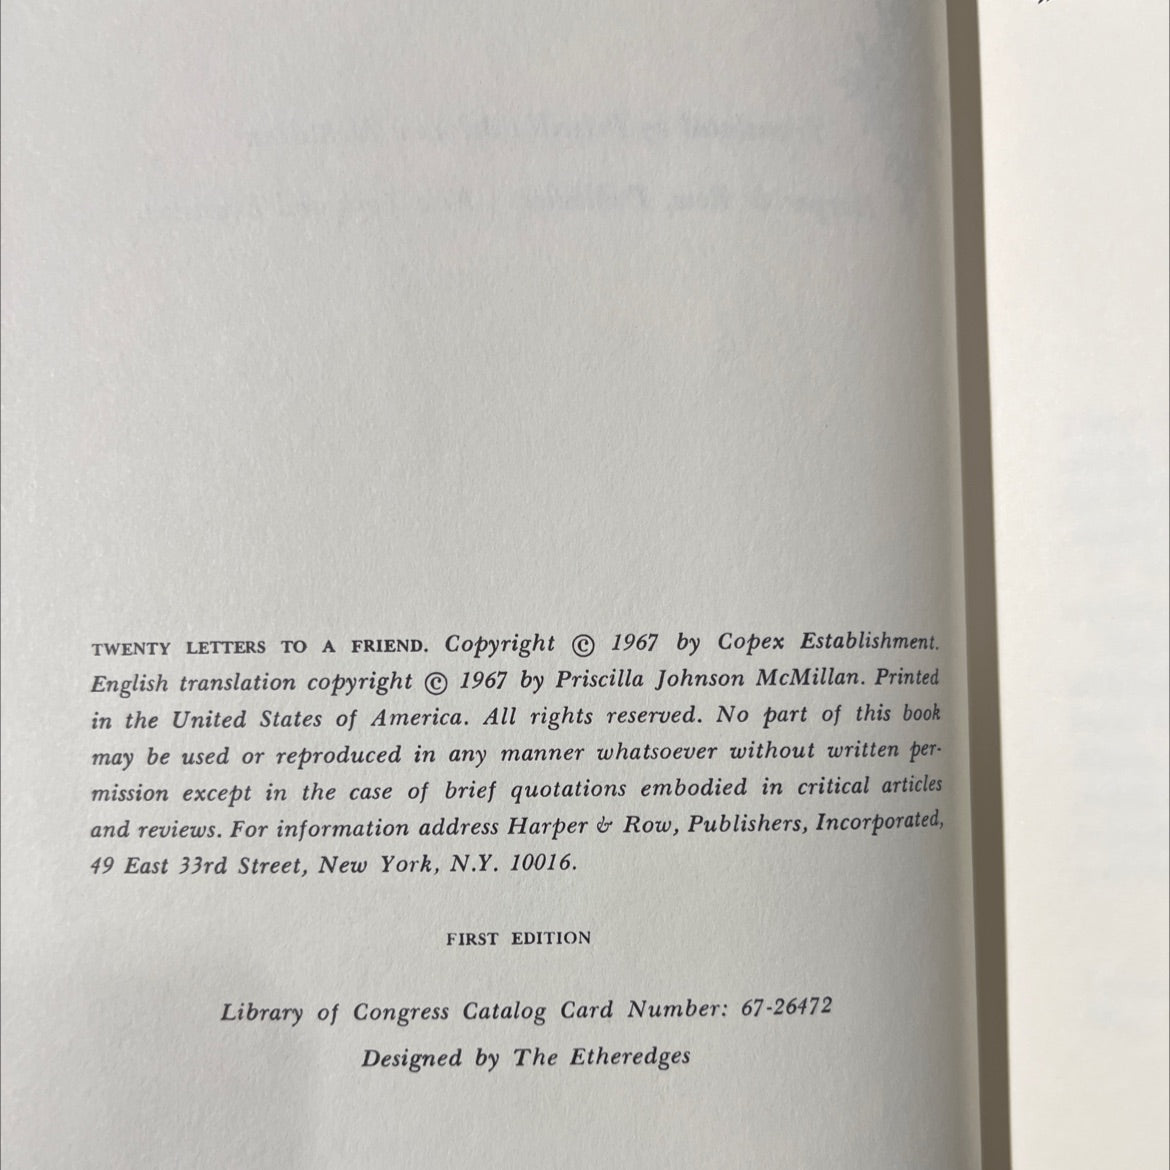 TWENTY LETTERS TO A FRIEND. Copyright © 1967 by Copex Establishment.
English translation copyright © 1967 by Priscilla Johnson McMillan. Printed
in the United States of America. All rights reserved. No part of this book
may be used or reproduced in any manner whatsoever without written per-
mission except in the case of brief quotations embodied in critical articles
and reviews. For information address Harper & Row, Publishers, Incorporated,
49 East 33rd Street, New York, N.Y. 10016.
FIRST EDITION
Library of Congress Catalog Card Number: 67-26472
Designed by The Etheredges